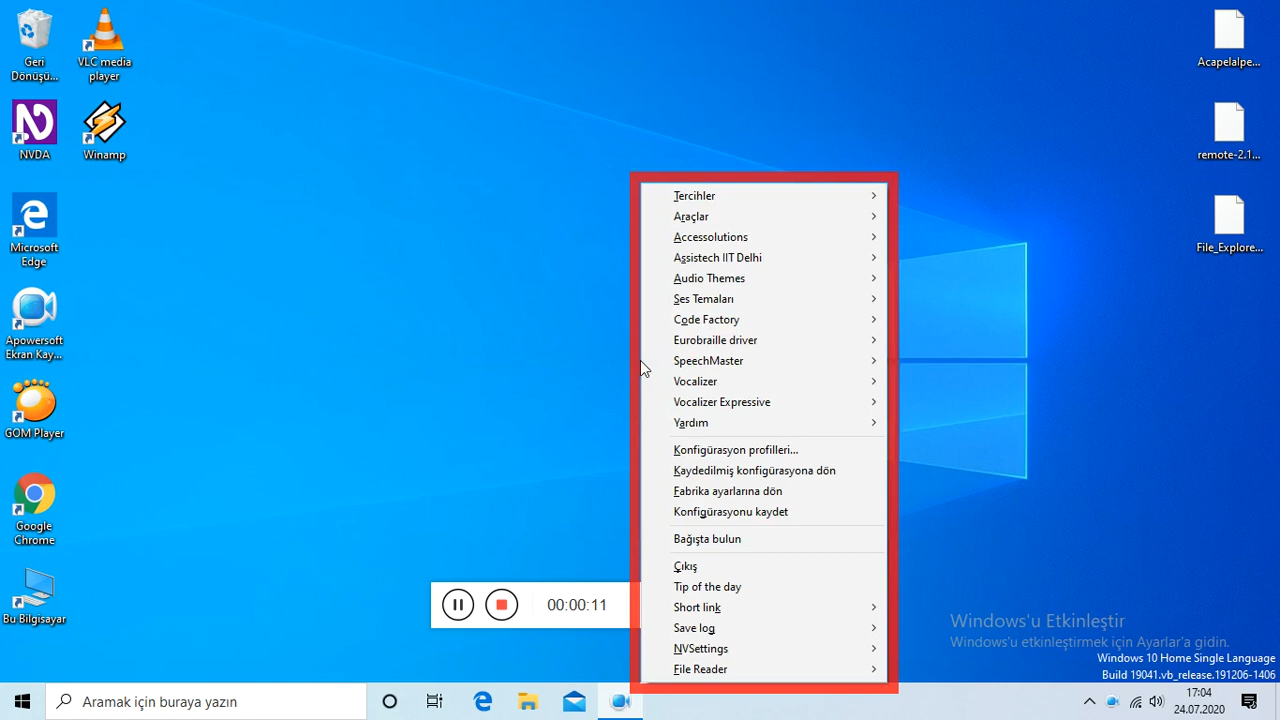 Geri
Dönüşü...
VLC media
player
NVDA
Winamp
Microsoft
Edge
Apowersoft
Ekran Kay...
GOM Player
Google
Chrome
Bu Bilgisayar
Acapelalpe...
remote-2.1...
File_Explore...
Tercihler
Araçlar
Accessolutions
Assistech IIT Delhi
Audio Themes
Ses Temaları
Code Factory
Eurobraille driver
SpeechMaster
Vocalizer
Vocalizer Expressive
Yardım
Konfigürasyon profilleri...
Kaydedilmiş konfigürasyona dön
Fabrika ayarlarına dön
Konfigürasyonu kaydet
Bağışta bulun
Çıkış
Tip of the day
Short link
Save log
NVSettings
File Reader
00:00:11
Windows'u Etkinleştir
Windows'u etkinleştirmek için Ayarlar'a gidin.
Windows 10 Home Single Language
Build 19041.vb_release.191206-1406
Aramak için buraya yazın
17:04
24.07.2020